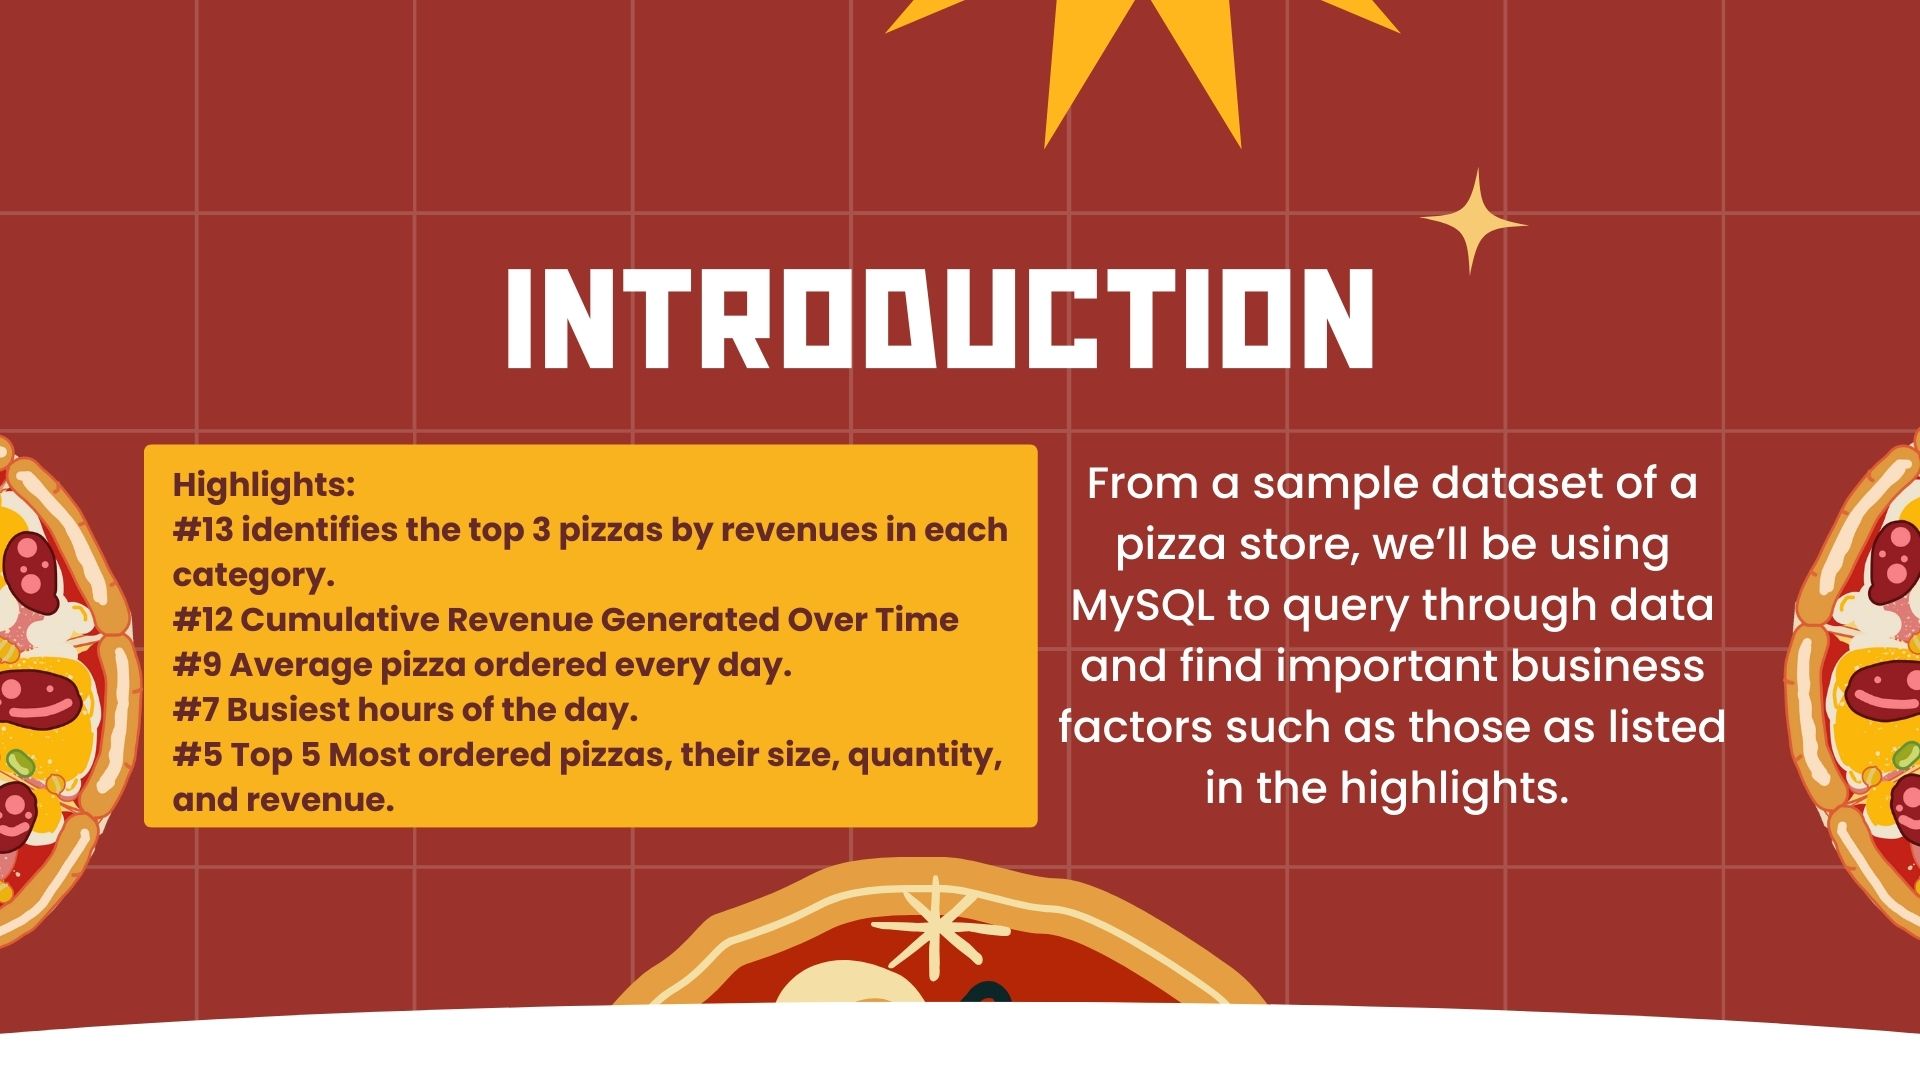 INTRODUCTION
Highlights:
#13 identifies the top 3 pizzas by revenues in each
category.
#12 Cumulative Revenue Generated Over Time
#9 Average pizza ordered every day.
#7 Busiest hours of the day.
#5 Top 5 Most ordered pizzas, their size, quantity,
and revenue.
From a sample dataset of a
pizza store, we’ll be using
MySQL to query through data
and find important business
factors such as those as listed
in the highlights.